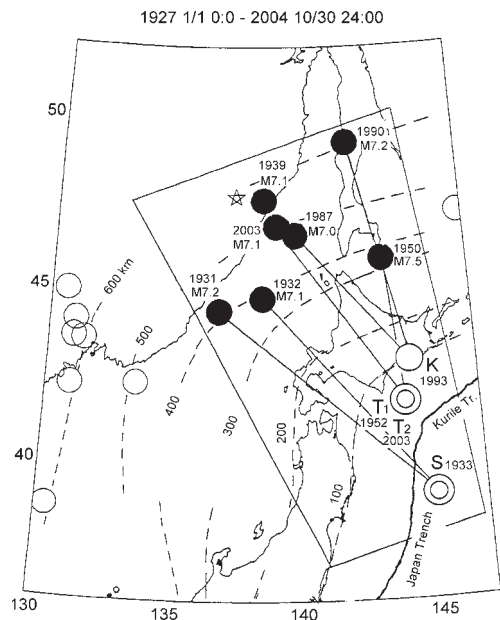 1927 1/1 0:0 - 2004 10/30 24:00
50
1990
M7.2
1939
M7.1
1987
M7.0
2003
M7.1
1950
M7.5
45
600 km
1931
M7.2
1932
M7.1
500
400
300
200
100
K
1993
T1
1952
T2
2003
Kurile Tr.
40
S 1933
Japan Trench
130
135
140
145